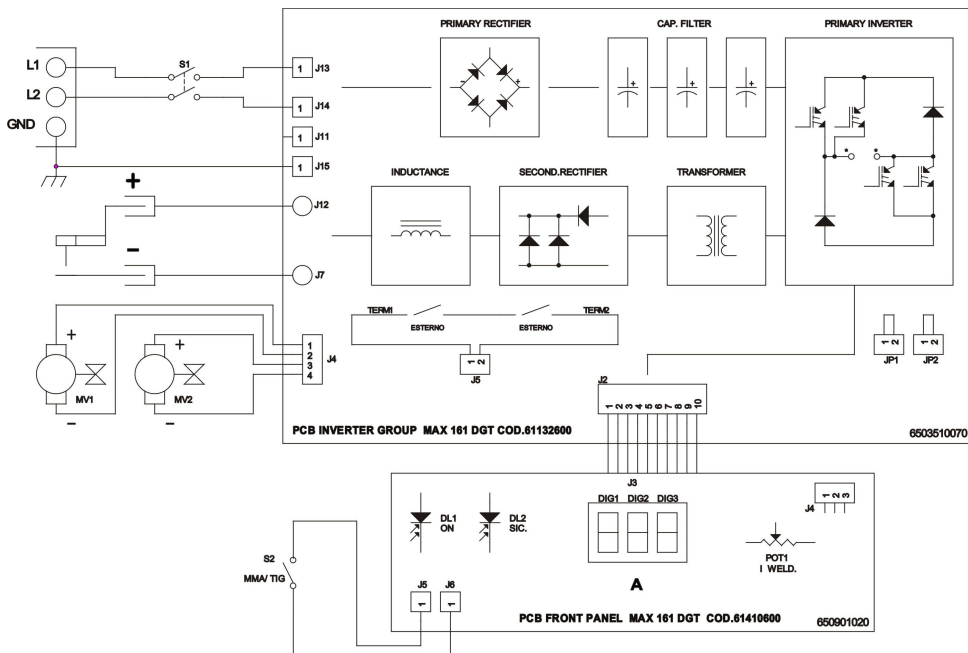 PRIMARY RECTIFIER
CAP. FILTER
PRIMARY INVERTER
L1
S1
1 J13
- +
+ + +
L2
1 J14
GND
1 J11
* *
1 J15
INDUCTANCE
SECOND.RECTIFIER
TRANSFORMER
+
J12
-
J7
TERM1
TERM2
ESTERNO
ESTERNO
+ +
1
2
3
4
J4
1 2
J5
1 2
JP1
1 2
JP2
MV1
MV2
- -
J2
1 2 3 4 5 6 7 8 9 10
PCB INVERTER GROUP MAX 161 DGT COD.61132600
6503510070
J3
DIG1 DIG2 DIG3
DL1
ON
DL2
SIC.
1 2 3
J4
S2
MMA/ TIG
POT1
I WELD.
J5
1
J6
1
A
PCB FRONT PANEL MAX 161 DGT COD.61410600
650901020